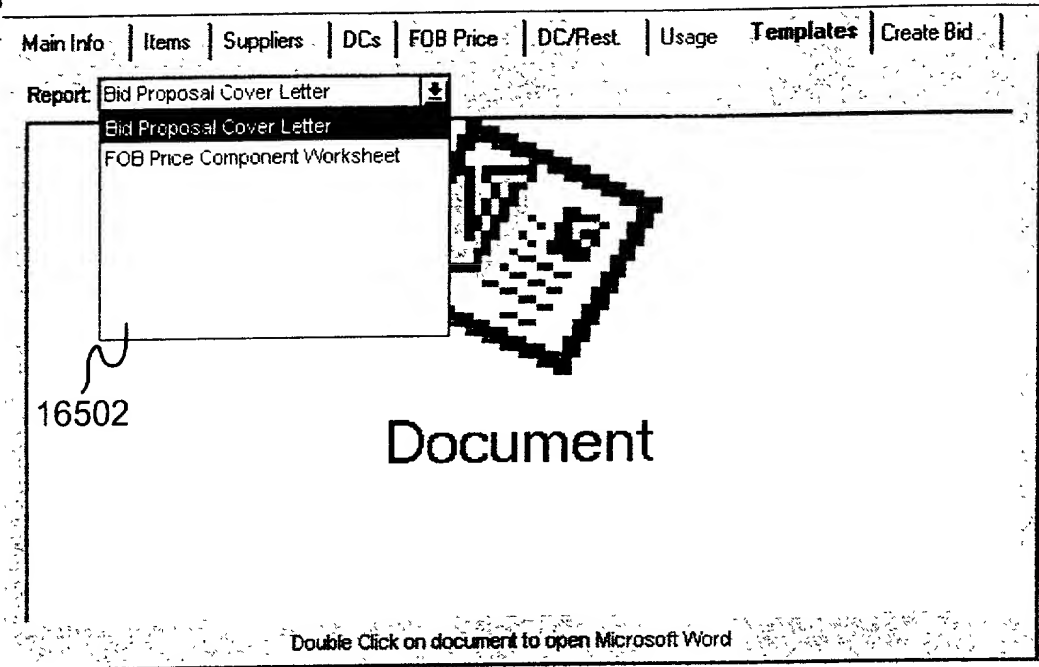 Main Info Items Suppliers DCs FOB Price DC/Rest. Usage Templates Create Bid
Report: Bid Proposal Cover Letter
Bid Proposal Cover Letter
FOB Price Component Worksheet
16502
Document
Double Click on document to open Microsoft Word